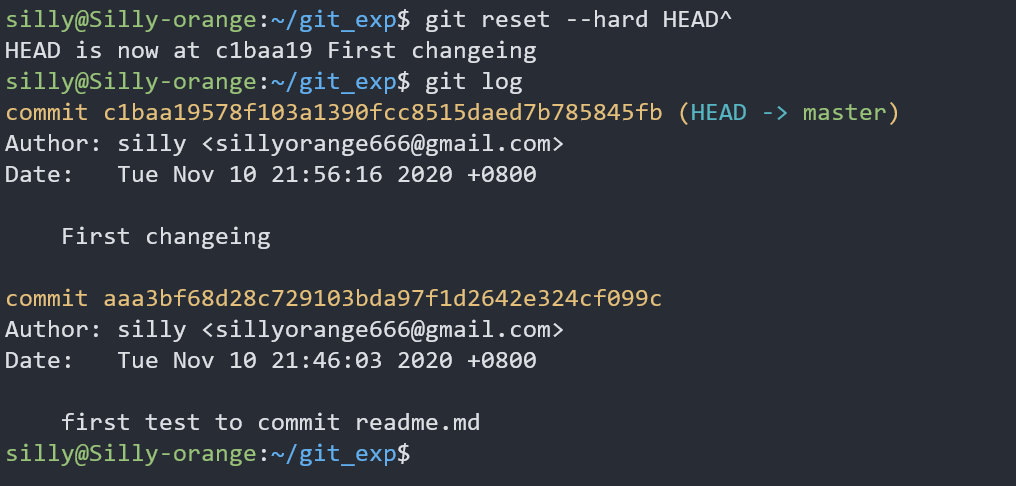 silly@Silly-orange:~/git_exp$ git reset --hard HEAD^
HEAD is now at c1baa19 First changeing
silly@Silly-orange:~/git_exp$ git log
commit c1baa19578f103a1390fcc8515daed7b785845fb (HEAD -> master)
Author: silly <sillyorange666@gmail.com>
Date:   Tue Nov 10 21:56:16 2020 +0800
    First changeing
commit aaa3bf68d28c729103bda97f1d2642e324cf099c
Author: silly <sillyorange666@gmail.com>
Date:   Tue Nov 10 21:46:03 2020 +0800
    first test to commit readme.md
silly@Silly-orange:~/git_exp$